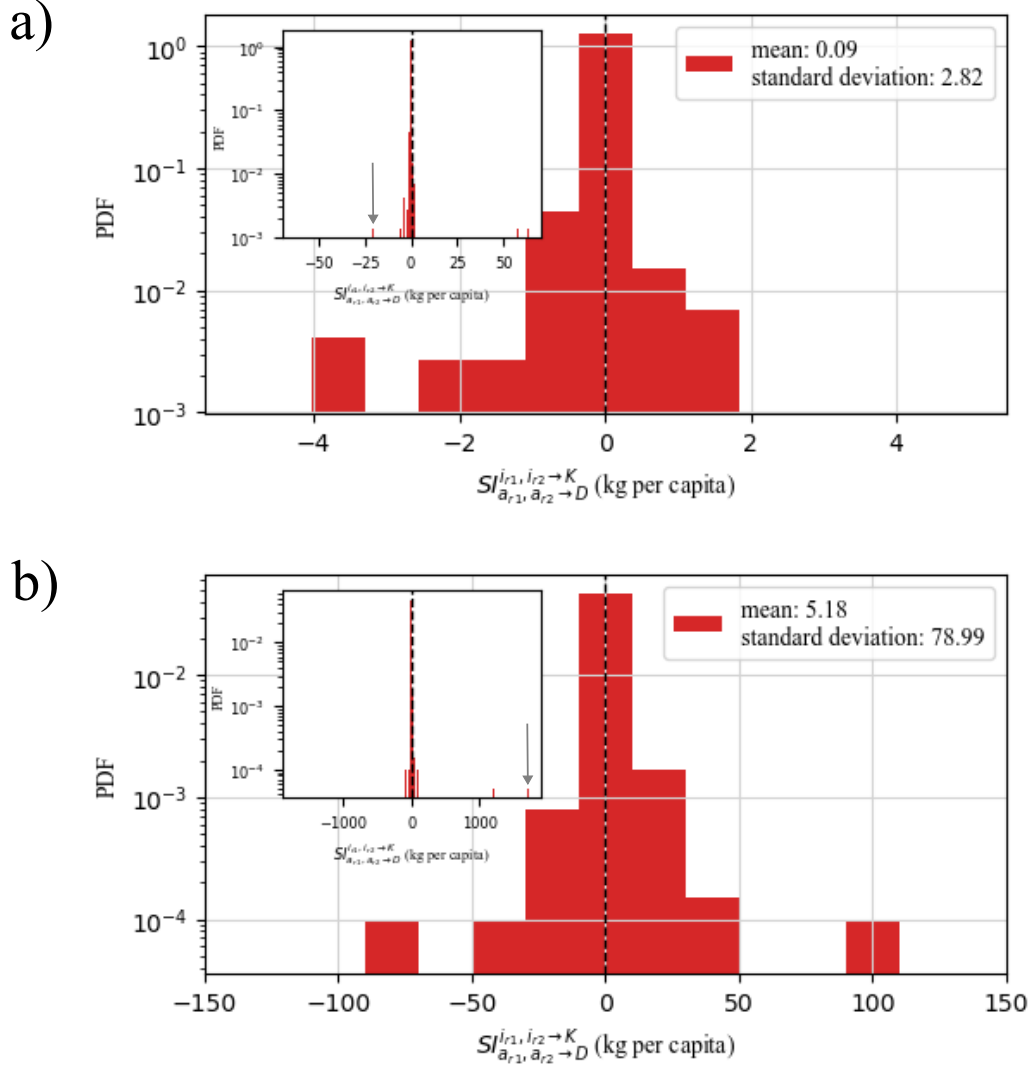 a)
mean: 0.09
standard deviation: 2.82
PDF
10⁰
10⁻¹
10⁻²
10⁻³
−4
−2
0
2
4
SI_{a_{r1}, a_{r2}→D}^{i_{r1}, i_{r2}→K} (kg per capita)
PDF
10⁰
10⁻¹
10⁻²
10⁻³
−50
−25
0
25
50
SI_{a_{r1}, a_{r2}→D}^{i_{r1}, i_{r2}→K} (kg per capita)
b)
mean: 5.18
standard deviation: 78.99
PDF
10⁻²
10⁻³
10⁻⁴
−150
−100
−50
0
50
100
150
SI_{a_{r1}, a_{r2}→D}^{i_{r1}, i_{r2}→K} (kg per capita)
PDF
10⁻²
10⁻³
10⁻⁴
−1000
0
1000
SI_{a_{r1}, a_{r2}→D}^{i_{r1}, i_{r2}→K} (kg per capita)